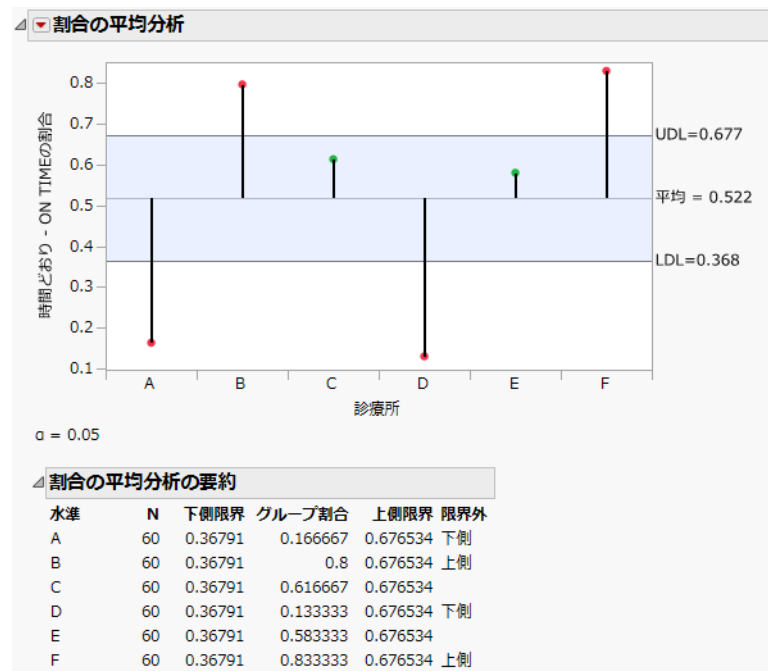 割合の平均分析
時間どおり - ON TIMEの割合
0.8
0.7
0.6
0.5
0.4
0.3
0.2
0.1
UDL=0.677
平均 = 0.522
LDL=0.368
A B C D E F
診療所
α = 0.05
割合の平均分析の要約
水準 N 下側限界 グループ割合 上側限界 限界外
A 60 0.36791 0.166667 0.676534 下側
B 60 0.36791 0.8 0.676534 上側
C 60 0.36791 0.616667 0.676534
D 60 0.36791 0.133333 0.676534 下側
E 60 0.36791 0.583333 0.676534
F 60 0.36791 0.833333 0.676534 上側